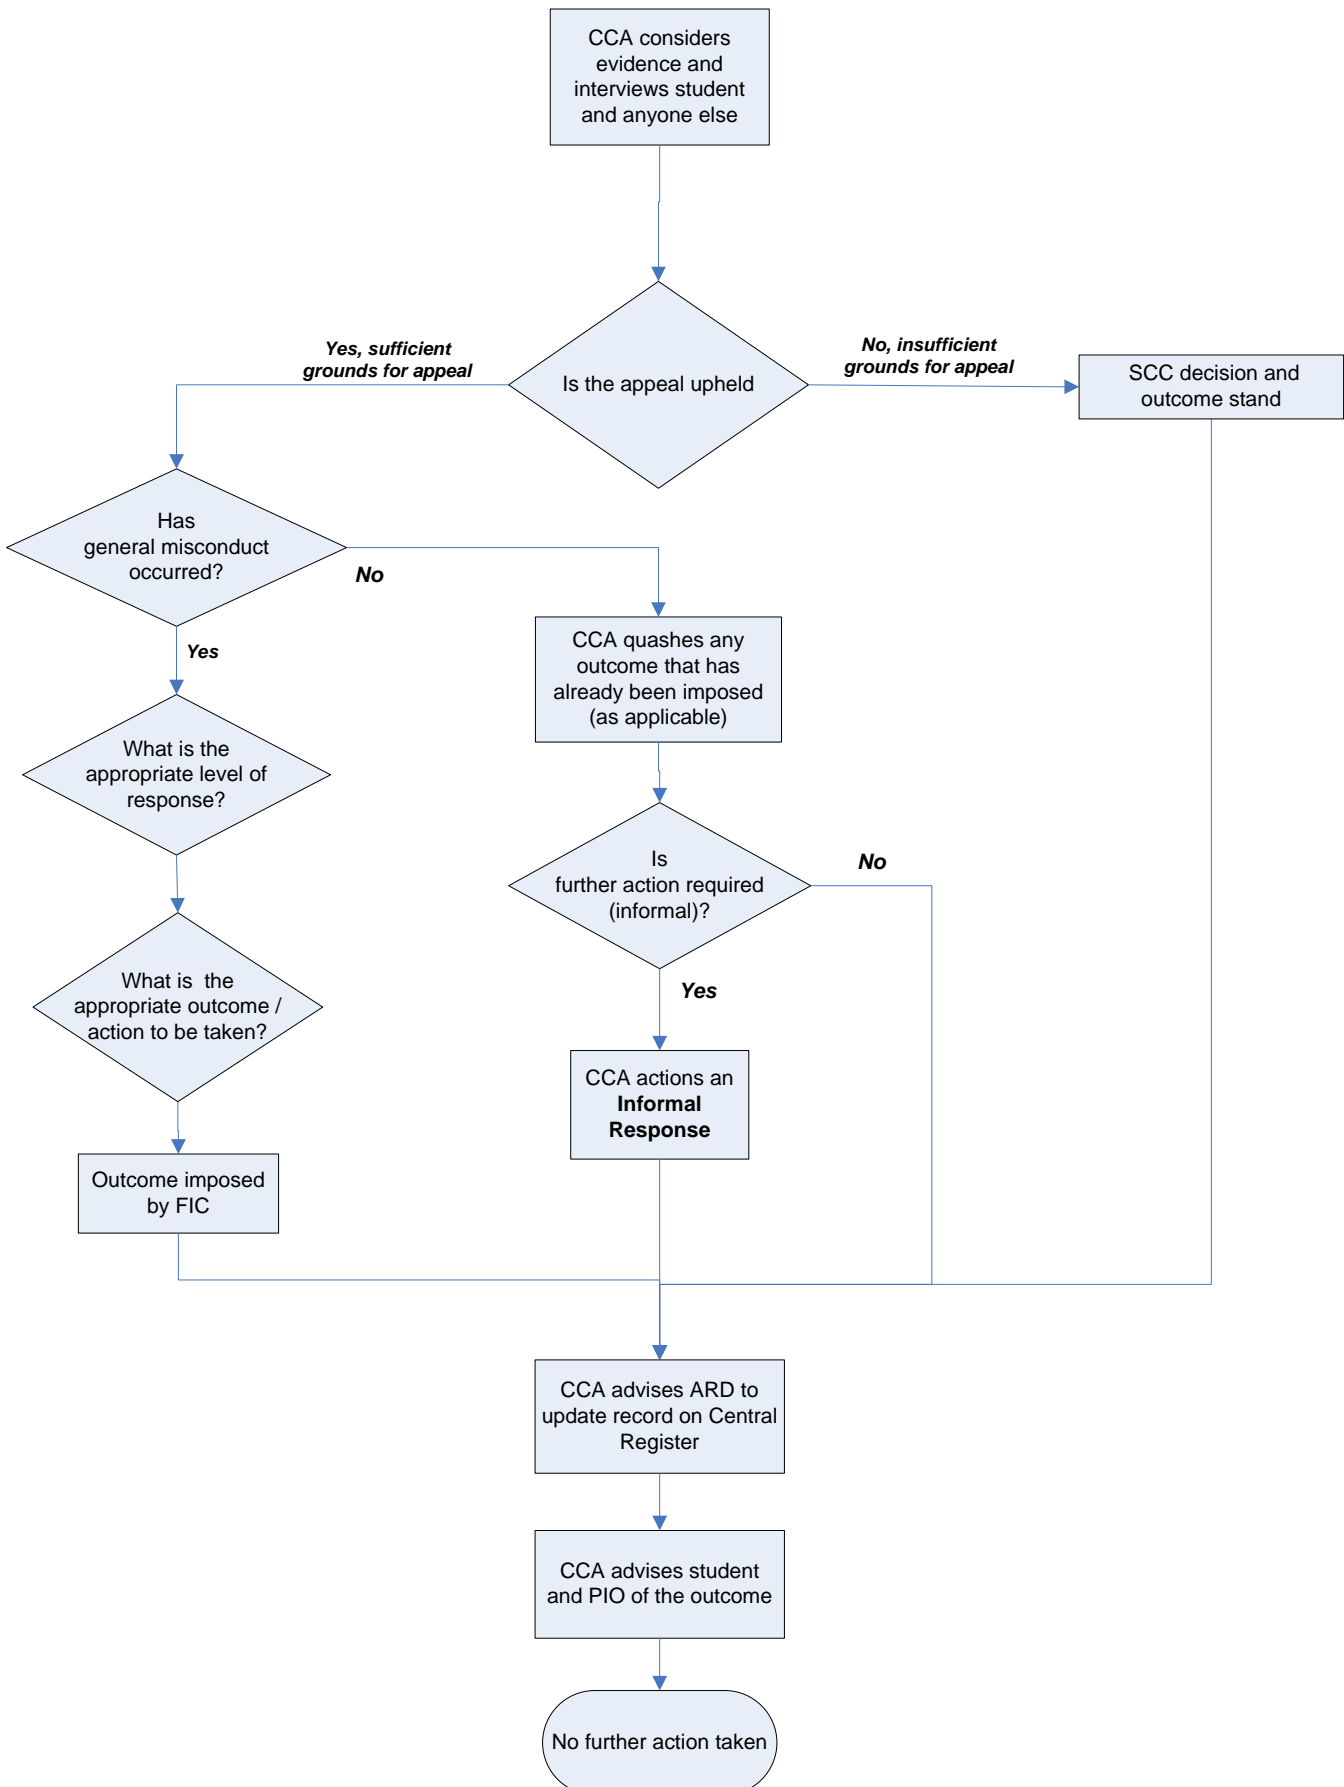 CCA considers
evidence and
interviews student
and anyone else
Yes, sufficient
grounds for appeal
Is the appeal upheld
No, insufficient
grounds for appeal
SCC decision and
outcome stand
Has
general misconduct
occurred?
No
Yes
CCA quashes any
outcome that has
already been imposed
(as applicable)
What is the
appropriate level of
response?
Is
further action required
(informal)?
No
Yes
What is  the
appropriate outcome /
action to be taken?
CCA actions an
Informal
Response
Outcome imposed
by FIC
CCA advises ARD to
update record on Central
Register
CCA advises student
and PIO of the outcome
No further action taken